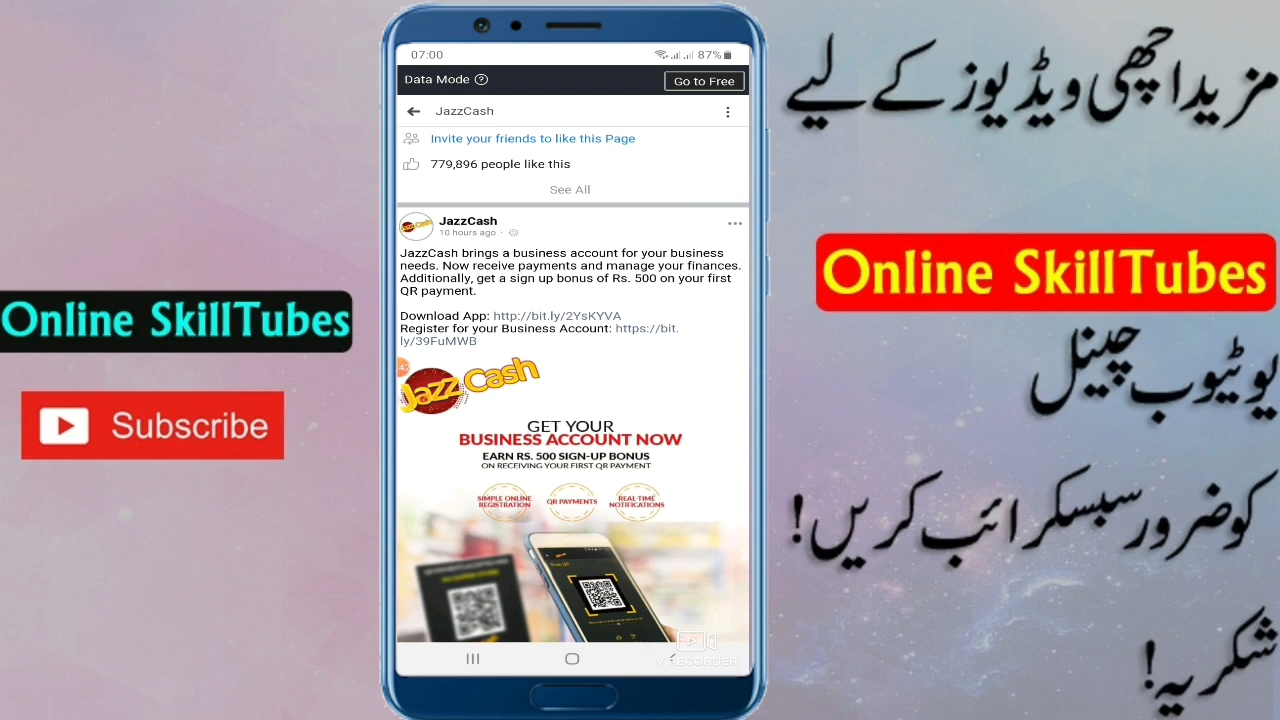 07:00
87%
Data Mode
Go to Free
JazzCash
Invite your friends to like this Page
779,896 people like this
See All
JazzCash
10 hours ago
JazzCash brings a business account for your business
needs. Now receive payments and manage your finances.
Additionally, get a sign up bonus of Rs. 500 on your first
QR payment.
Download App: http://bit.ly/2YsKYVA
Register for your Business Account: https://bit.
ly/39FuMWB
Jazz Cash
GET YOUR
BUSINESS ACCOUNT NOW
EARN RS. 500 SIGN-UP BONUS
ON RECEIVING YOUR FIRST QR PAYMENT
SIMPLE ONLINE
REGISTRATION
QR PAYMENTS
REAL-TIME
NOTIFICATIONS
V.RECORDER
Online SkillTubes
Subscribe
مزید اچھی ویڈیوز کے لیے
Online SkillTubes
یوٹیوب چینل
کو ضرور سبسکرائب کریں!
شکریہ!